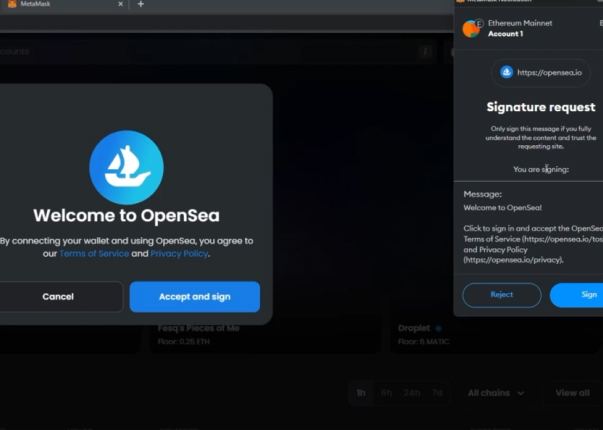 MetaMask
MetaMask Notification
Ethereum Mainnet
E
Account 1
counts
/
https://opensea.io
Signature request
Only sign this message if you fully
understand the content and trust the
requesting site.
You are signing:
Message:
Welcome to OpenSea!
Click to sign in and accept the OpenSea
Terms of Service (https://opensea.io/tos
and Privacy Policy
(https://opensea.io/privacy).
Reject
Sign
Welcome to OpenSea
By connecting your wallet and using OpenSea, you agree to
our Terms of Service and Privacy Policy.
Cancel
Accept and sign
Fesq's Pieces of Me
Floor: 0.25 ETH
Droplet
Floor: 6 MATIC
1h 6h 24h 7d
All chains
View all